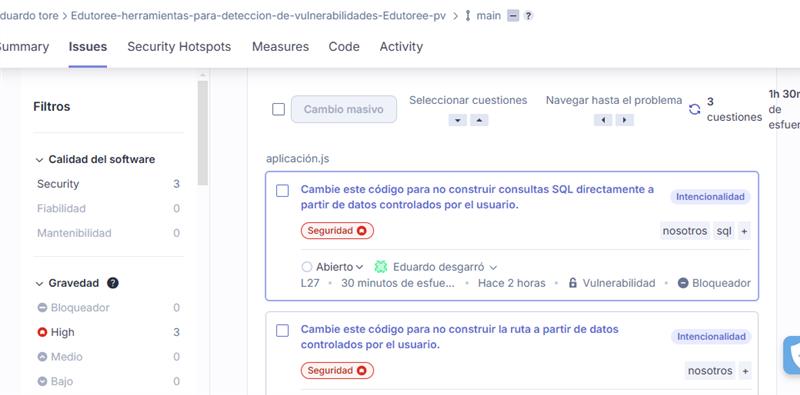 duardo tore > Edutoree-herramientas-para-deteccion-de-vulnerabilidades-Edutoree-pv > main ?
Summary Issues Security Hotspots Measures Code Activity
Filtros
Calidad del software
Security 3
Fiabilidad 0
Mantenibilidad 0
Gravedad ?
Bloqueador 0
High 3
Medio 0
Bajo 0
Cambio masivo
Seleccionar cuestiones
Navegar hasta el problema
3
cuestiones
1h 30m
de
esfuer
aplicación.js
Cambie este código para no construir consultas SQL directamente a
partir de datos controlados por el usuario.
Intencionalidad
Seguridad
nosotros sql +
Abierto Eduardo desgarró
L27 • 30 minutos de esfue... • Hace 2 horas • Vulnerabilidad • Bloqueador
Cambie este código para no construir la ruta a partir de datos
controlados por el usuario.
Intencionalidad
Seguridad
nosotros +